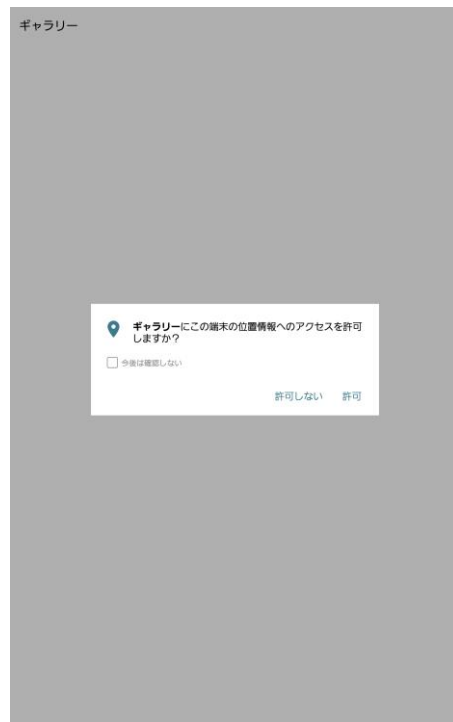 ギャラリー
ギャラリーにこの端末の位置情報へのアクセスを許可
しますか？
今後は確認しない
許可しない 許可